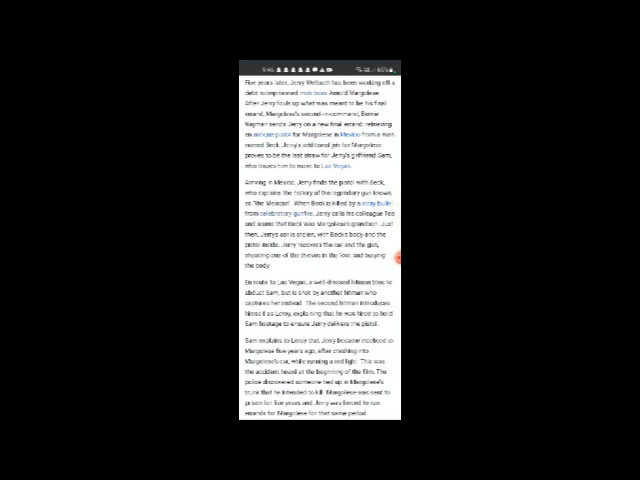 Five years later, Jerry Welbach has been working off a
debt to imprisoned mob boss Arnold Margolese.
After Jerry fouls up what was meant to be his final
errand, Margolese's second-in-command, Bernie
Nayman sends Jerry on a new final errand: retrieving
an antique pistol for Margolese in Mexico from a man
named Beck. Jerry's additional job for Margolese
proves to be the last straw for Jerry's girlfriend Sam,
who leaves him to move to Las Vegas.
Arriving in Mexico, Jerry finds the pistol with Beck,
who explains the history of the legendary gun known
as "the Mexican". When Beck is killed by a stray bullet
from celebratory gunfire, Jerry calls his colleague Ted
and learns that Beck was Margolese's grandson. Just
then, Jerry's car is stolen, with Beck's body and the
pistol inside. Jerry recovers the car and the gun,
shooting one of the thieves in the foot and burying
the body.
En route to Las Vegas, a well-dressed hitman tries to
abduct Sam, but is shot by another hitman who
captures her instead. The second hitman introduces
himself as Leroy, explaining that he was hired to hold
Sam hostage to ensure Jerry delivers the pistol.
Sam explains to Leroy that Jerry became indebted to
Margolese five years ago, after crashing into
Margolese's car, while running a red light. This was
the accident heard at the beginning of the film. The
police discovered someone tied up in Margolese's
trunk that he intended to kill. Margolese was sent to
prison for five years and Jerry was forced to run
errands for Margolese for that same period.